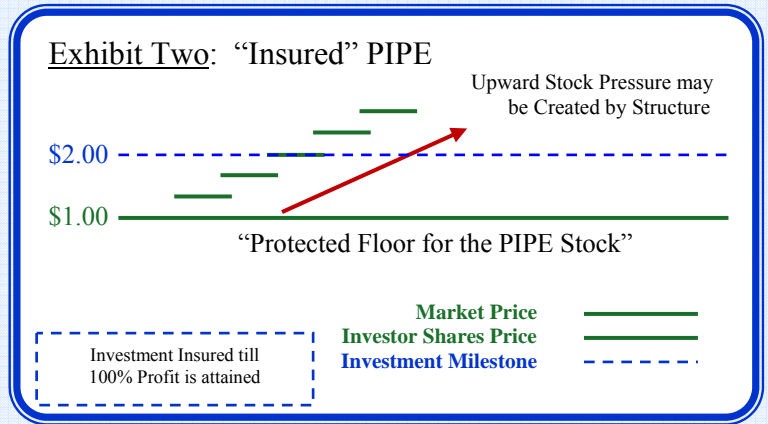 Exhibit Two: “Insured” PIPE
Upward Stock Pressure may
be Created by Structure
$2.00
$1.00
“Protected Floor for the PIPE Stock”
Market Price
Investor Shares Price
Investment Milestone
Investment Insured till
100% Profit is attained